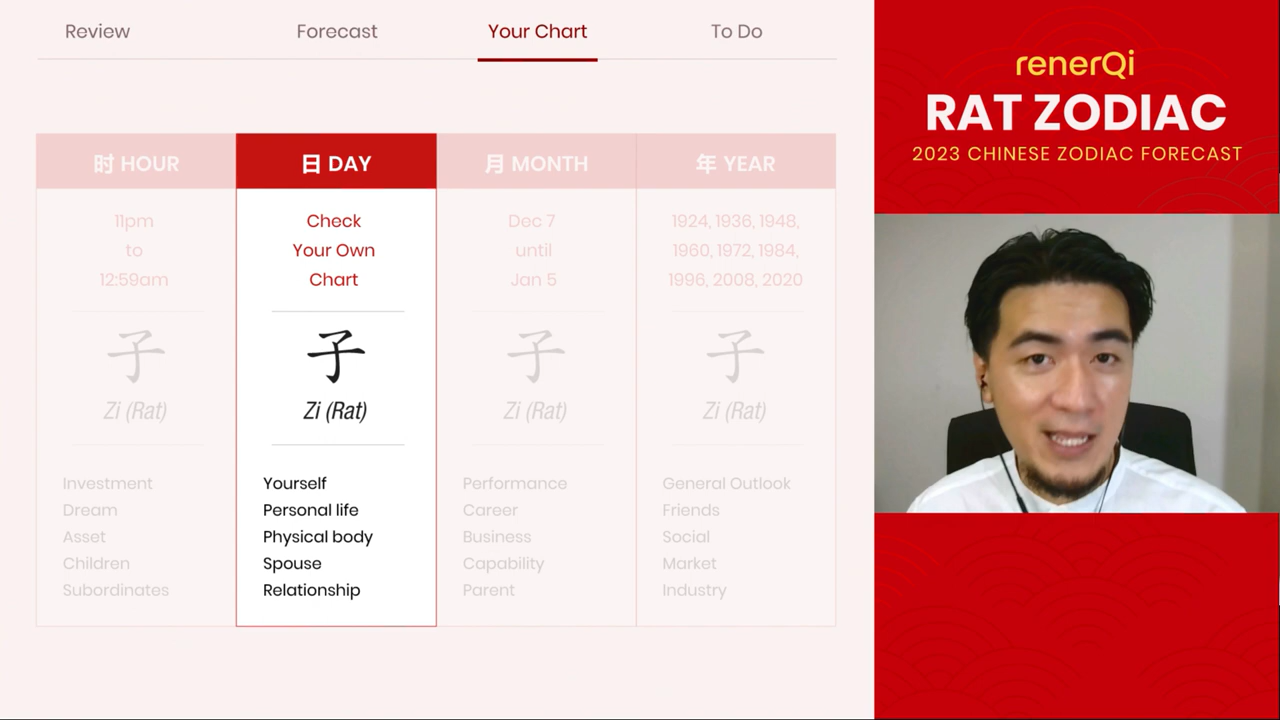 Review
Forecast
Your Chart
To Do
时 HOUR
日 DAY
月 MONTH
年 YEAR
11pm
to
12:59am
Check
Your Own
Chart
Dec 7
until
Jan 5
1924, 1936, 1948,
1960, 1972, 1984,
1996, 2008, 2020
子
子
子
子
Zi (Rat)
Zi (Rat)
Zi (Rat)
Zi (Rat)
Investment
Dream
Asset
Children
Subordinates
Yourself
Personal life
Physical body
Spouse
Relationship
Performance
Career
Business
Capability
Parent
General Outlook
Friends
Social
Market
Industry
renerQi
RAT ZODIAC
2023 CHINESE ZODIAC FORECAST